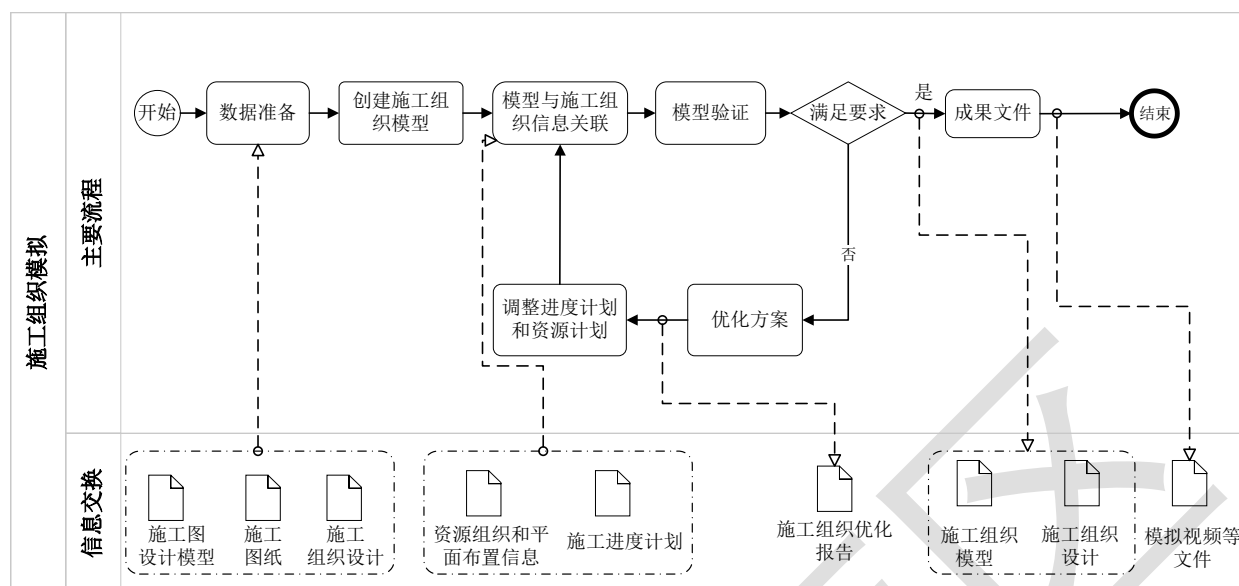 施工组织模拟
主要流程
开始
数据准备
创建施工组
织模型
模型与施工组
织信息关联
模型验证
满足要求
是
成果文件
结束
否
调整进度计划
和资源计划
优化方案
信息交换
施工图
设计模型
施工
图纸
施工
组织设计
资源组织和平
面布置信息
施工进度计划
施工组织优化
报告
施工组织
模型
施工组织
设计
模拟视频等
文件